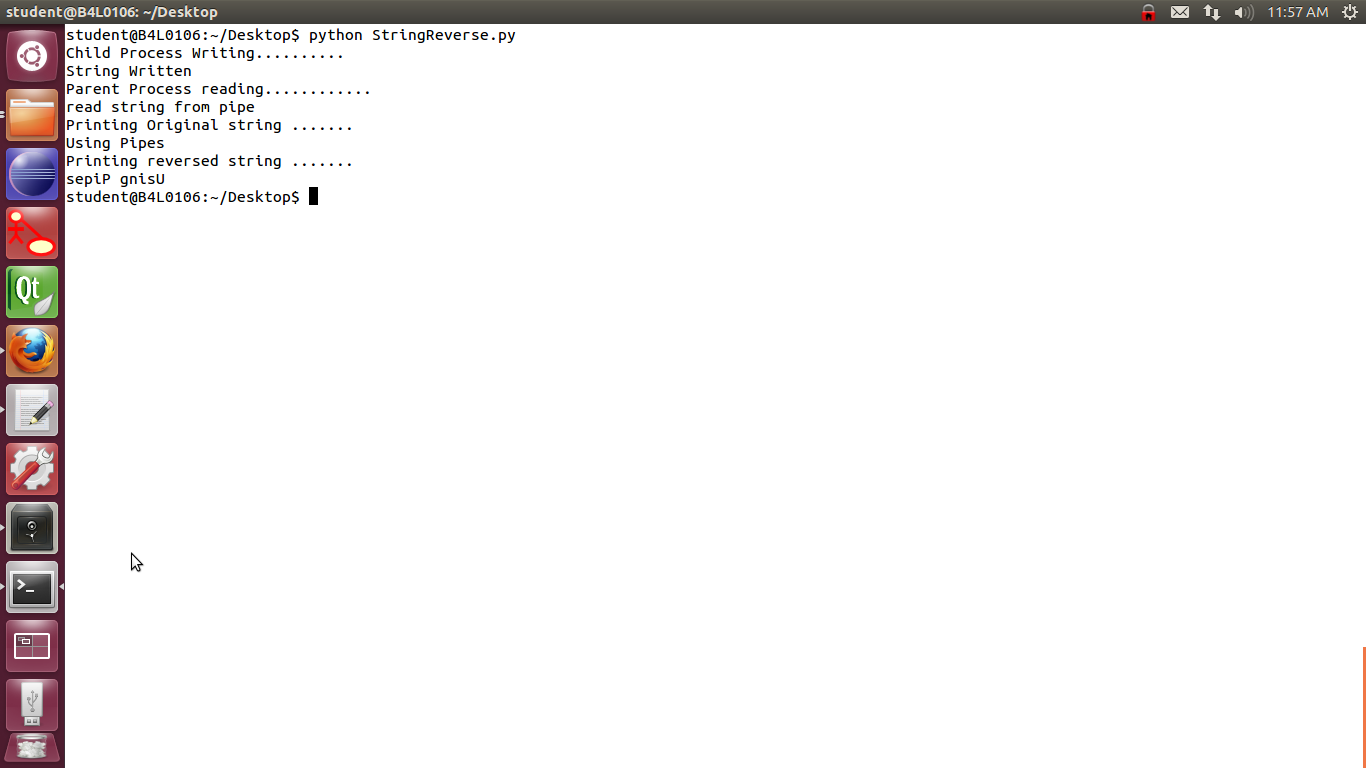 student@B4L0106: ~/Desktop
11:57 AM
student@B4L0106:~/Desktop$ python StringReverse.py
Child Process Writing..........
String Written
Parent Process reading............
read string from pipe
Printing Original string .......
Using Pipes
Printing reversed string .......
sepiP gnisU
student@B4L0106:~/Desktop$
Qt
>_